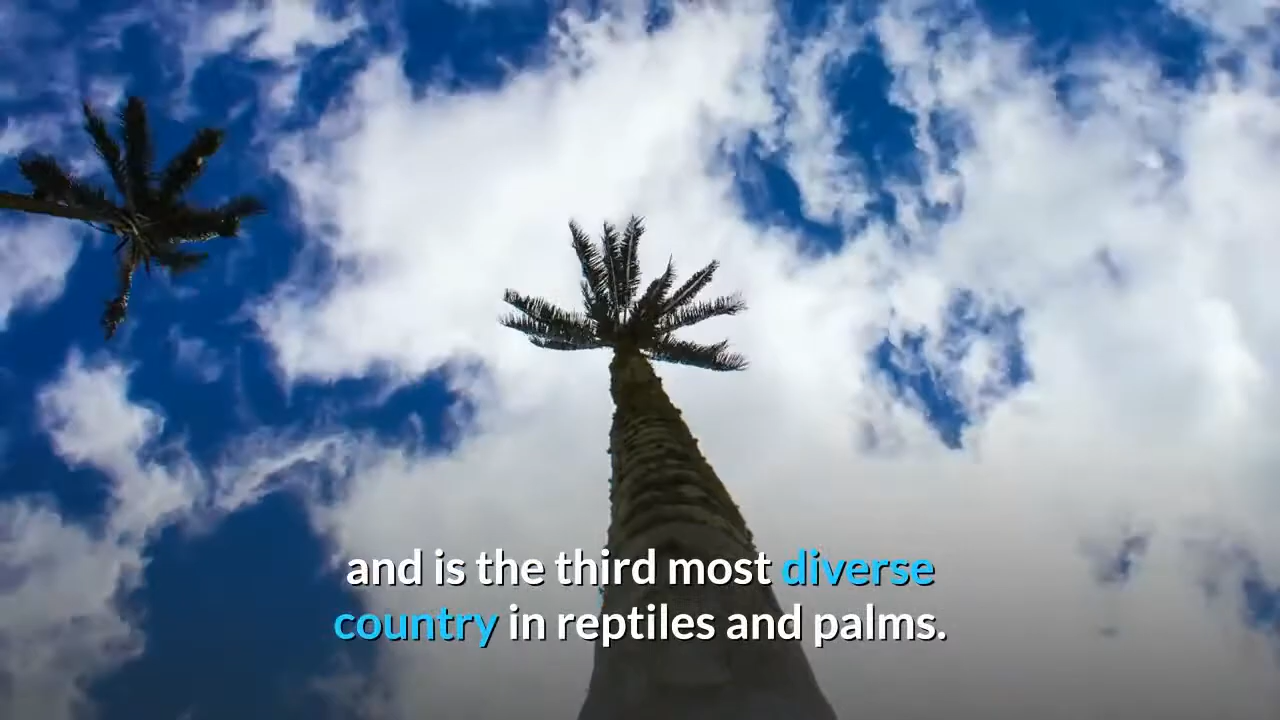 and is the third most diverse
country in reptiles and palms.